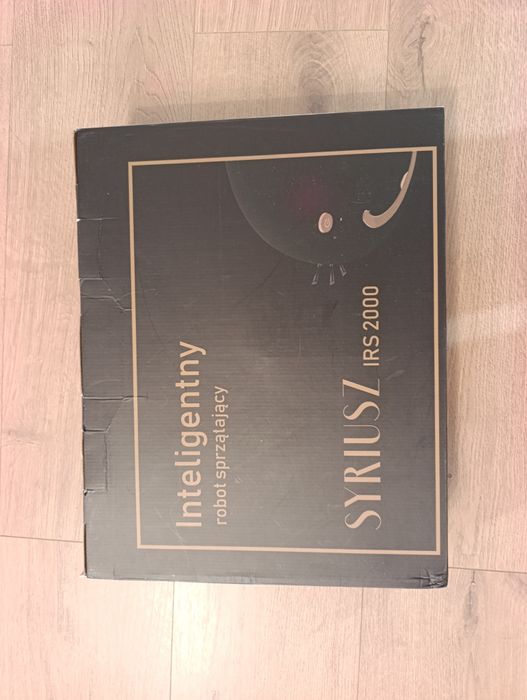 Inteligentny
robot sprzątający
SYRIUSZ IRS 2000